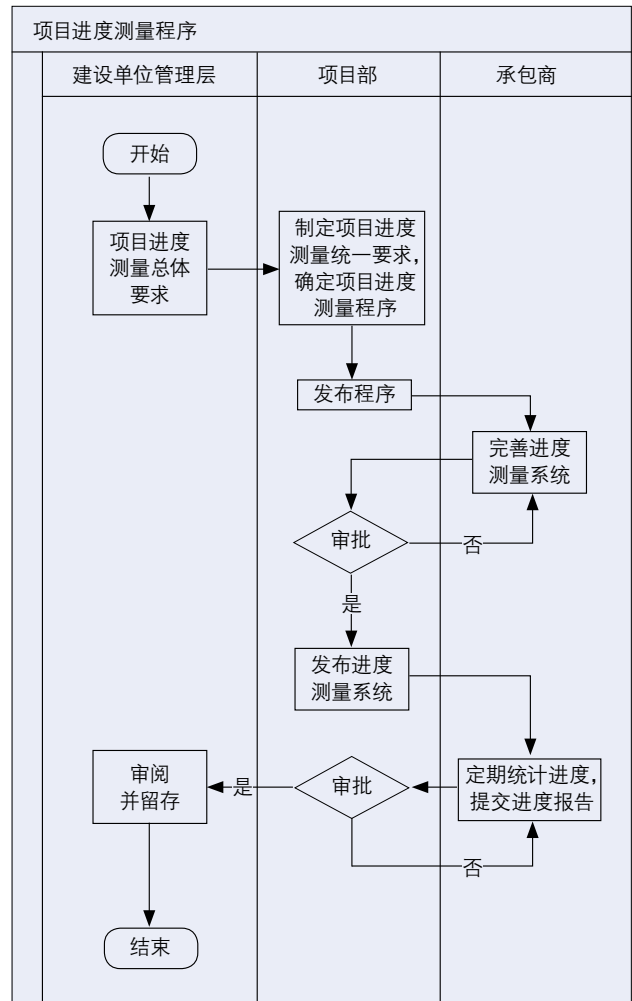 项目进度测量程序
建设单位管理层
项目部
承包商
开始
项目进度
测量总体
要求
制定项目进度
测量统一要求，
确定项目进度
测量程序
发布程序
完善进度
测量系统
审批
否
是
发布进度
测量系统
定期统计进度，
提交进度报告
审批
是
否
审阅
并留存
结束